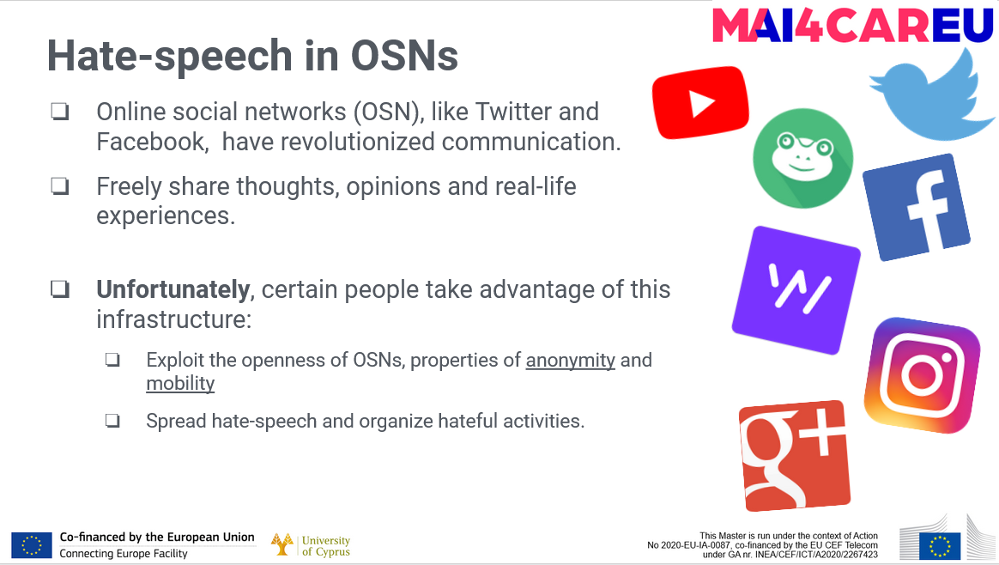 MAI4CAREU
Hate-speech in OSNs
❏ Online social networks (OSN), like Twitter and
Facebook,  have revolutionized communication.
❏ Freely share thoughts, opinions and real-life
experiences.
❏ Unfortunately, certain people take advantage of this
infrastructure:
❏ Exploit the openness of OSNs, properties of anonymity and
mobility
❏ Spread hate-speech and organize hateful activities.
g+
Co-financed by the European Union
Connecting Europe Facility
University
of Cyprus
This Master is run under the context of Action
No 2020-EU-IA-0087, co-financed by the EU CEF Telecom
under GA nr. INEA/CEF/ICT/A2020/2267423